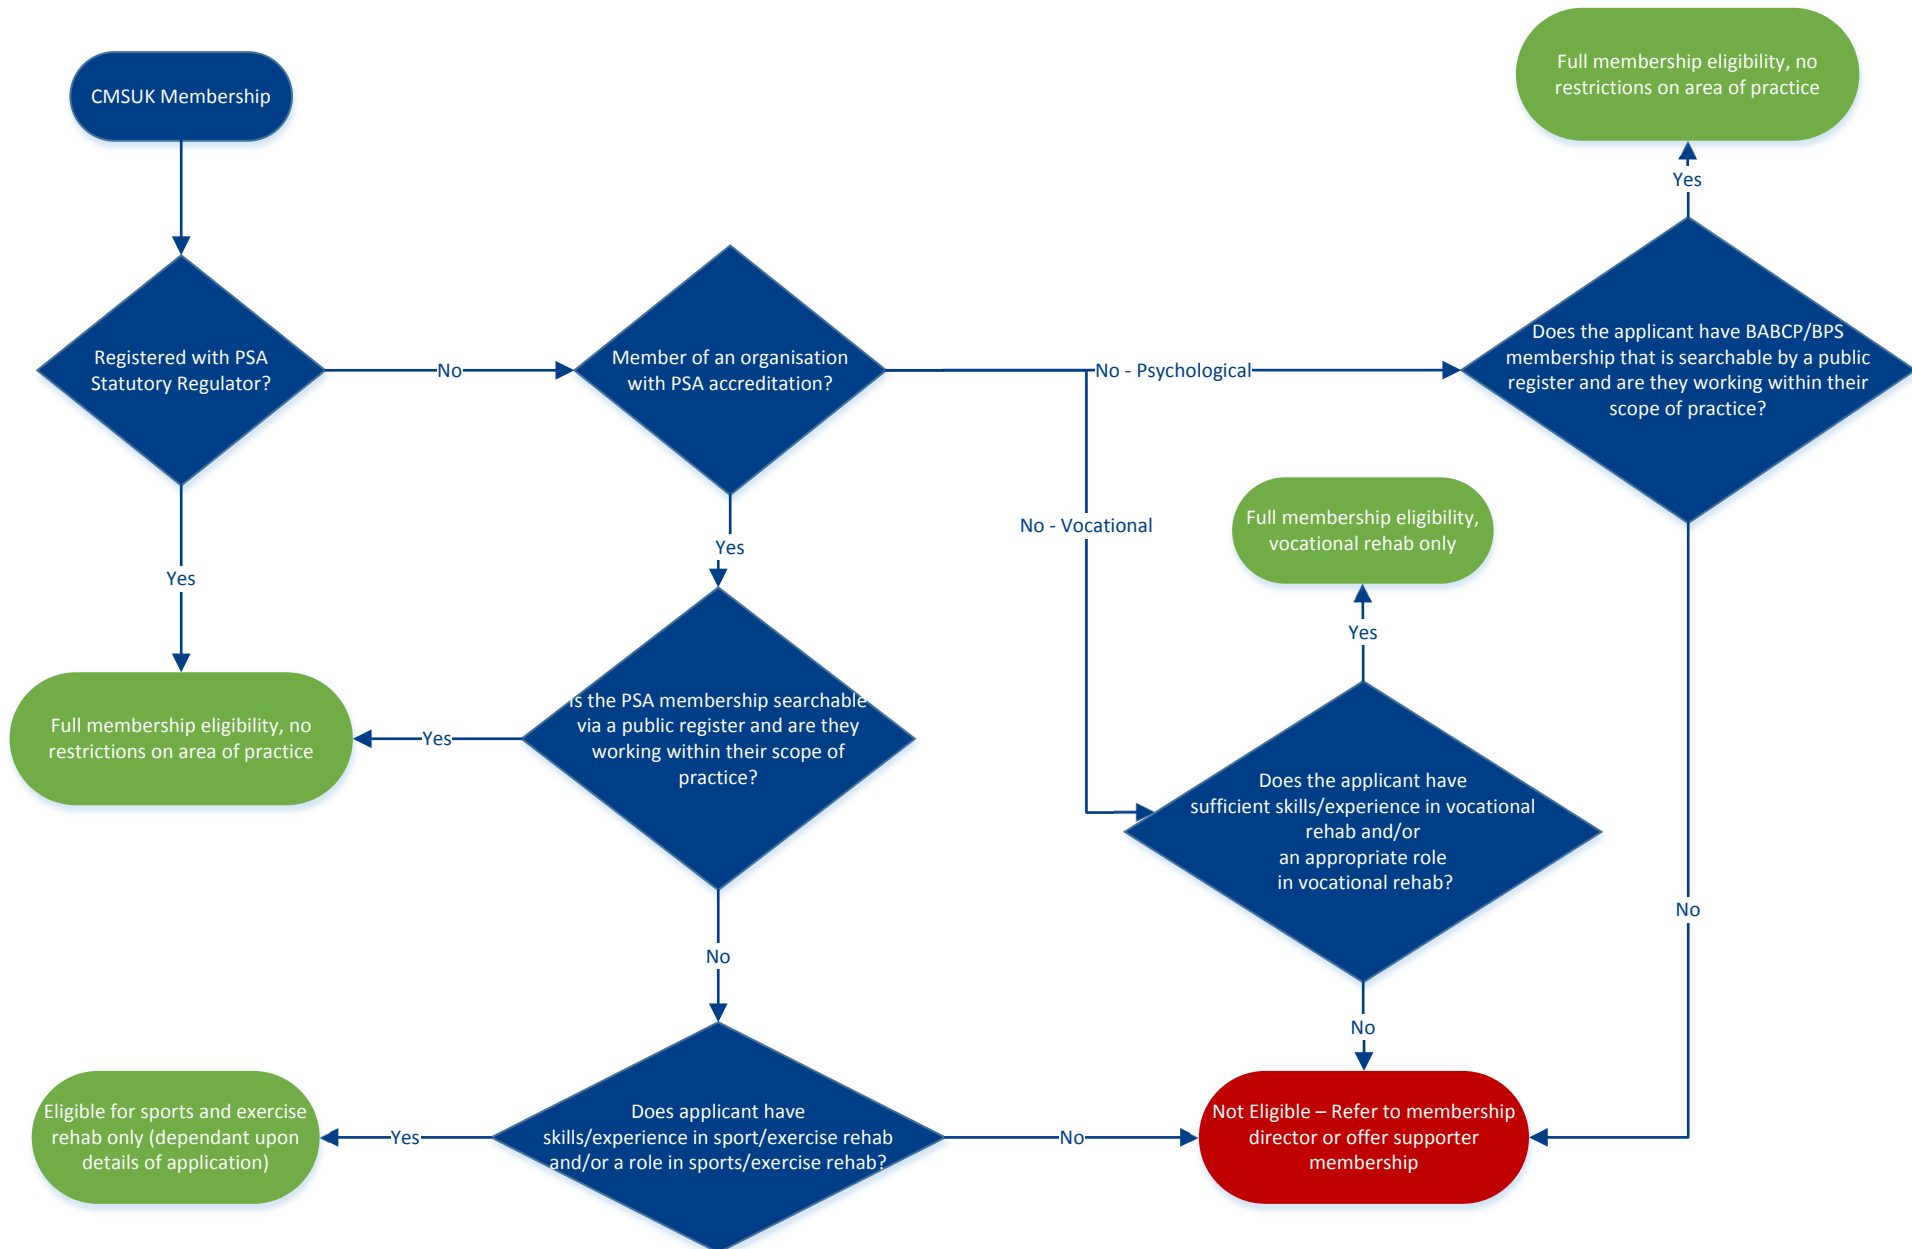 CMSUK Membership
Full membership eligibility, no
restrictions on area of practice
Yes
Registered with PSA
Statutory Regulator?
No
Member of an organisation
with PSA accreditation?
No - Psychological
Does the applicant have BABCP/BPS
membership that is searchable by a public
register and are they working within their
scope of practice?
No - Vocational
Full membership eligibility,
vocational rehab only
Yes
Yes
Yes
Full membership eligibility, no
restrictions on area of practice
Yes
Is the PSA membership searchable
via a public register and are they
working within their scope of
practice?
Does the applicant have
sufficient skills/experience in vocational
rehab and/or
an appropriate role
in vocational rehab?
No
No
No
Eligible for sports and exercise
rehab only (dependant upon
details of application)
Yes
Does applicant have
skills/experience in sport/exercise rehab
and/or a role in sports/exercise rehab?
No
Not Eligible – Refer to membership
director or offer supporter
membership